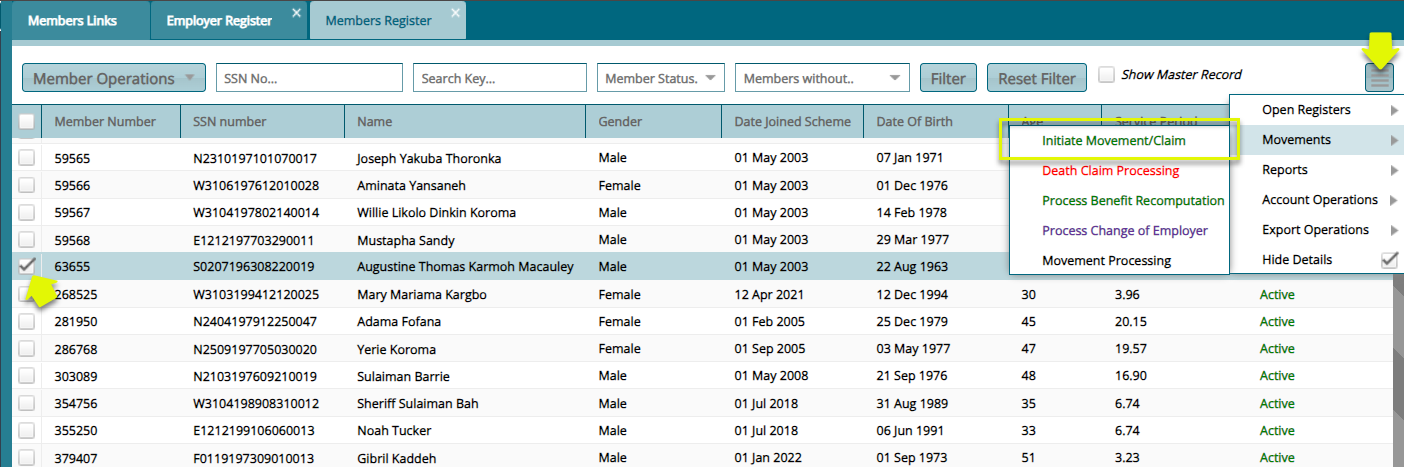 Members Links Employer Register × Members Register ×
Member Operations SSN No... Search Key... Member Status. Members without.. Filter Reset Filter Show Master Record
Member Number SSN number Name Gender Date Joined Scheme Date Of Birth Age Service Period
Open Registers
Movements
Reports
Account Operations
Export Operations
Hide Details
Initiate Movement/Claim
Death Claim Processing
Process Benefit Recomputation
Process Change of Employer
Movement Processing
59565 N2310197101070017 Joseph Yakuba Thoronka Male 01 May 2003 07 Jan 1971
59566 W3106197612010028 Aminata Yansaneh Female 01 May 2003 01 Dec 1976
59567 W3104197802140014 Willie Likolo Dinkin Koroma Male 01 May 2003 14 Feb 1978
59568 E1212197703290011 Mustapha Sandy Male 01 May 2003 29 Mar 1977
63655 S0207196308220019 Augustine Thomas Karmoh Macauley Male 01 May 2003 22 Aug 1963
268525 W3103199412120025 Mary Mariama Kargbo Female 12 Apr 2021 12 Dec 1994 30 3.96 Active
281950 N2404197912250047 Adama Fofana Female 01 Feb 2005 25 Dec 1979 45 20.15 Active
286768 N2509197705030020 Yerie Koroma Female 01 Sep 2005 03 May 1977 47 19.57 Active
303089 N2103197609210019 Sulaiman Barrie Male 01 May 2008 21 Sep 1976 48 16.90 Active
354756 W3104198908310012 Sheriff Sulaiman Bah Male 01 Jul 2018 31 Aug 1989 35 6.74 Active
355250 E1212199106060013 Noah Tucker Male 01 Jul 2018 06 Jun 1991 33 6.74 Active
379407 F0119197309010013 Gibril Kaddeh Male 01 Jan 2022 01 Sep 1973 51 3.23 Active